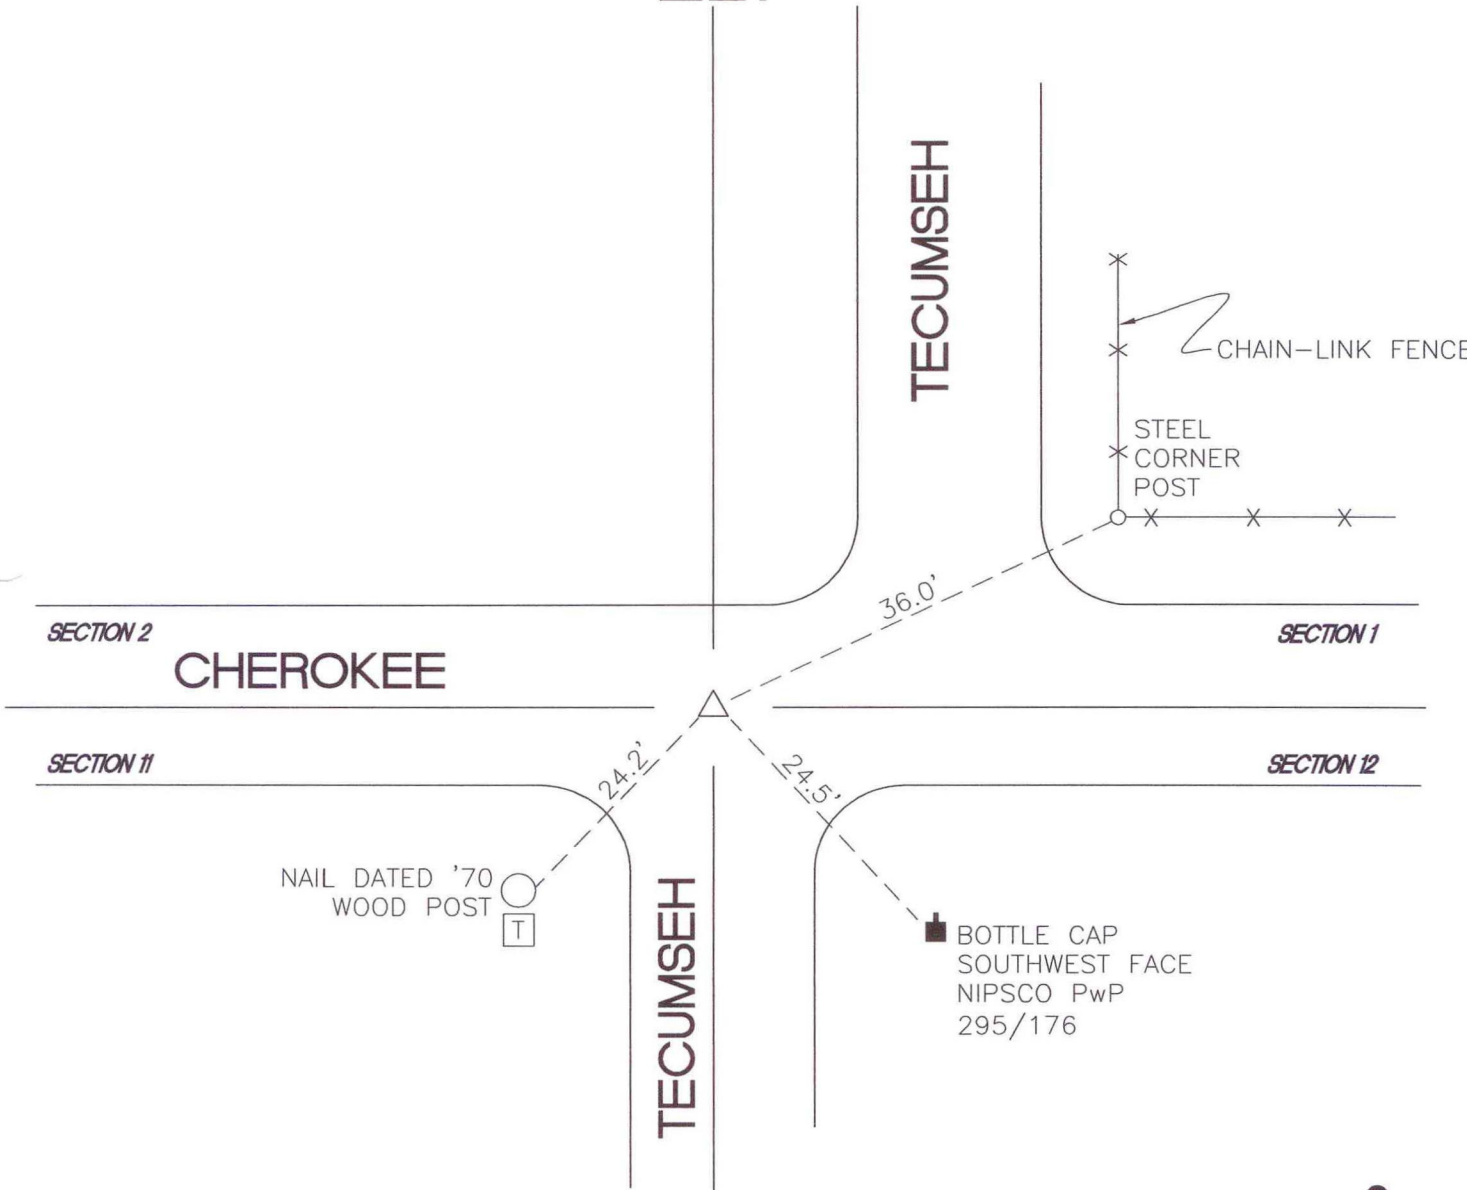 TECUMSEH
CHAIN-LINK FENCE
STEEL
CORNER
POST
36.0'
SECTION 2
SECTION 1
CHEROKEE
SECTION 11
SECTION 12
24.2'
24.5'
NAIL DATED '70
WOOD POST
T
TECUMSEH
BOTTLE CAP
SOUTHWEST FACE
NIPSCO PwP
295/176